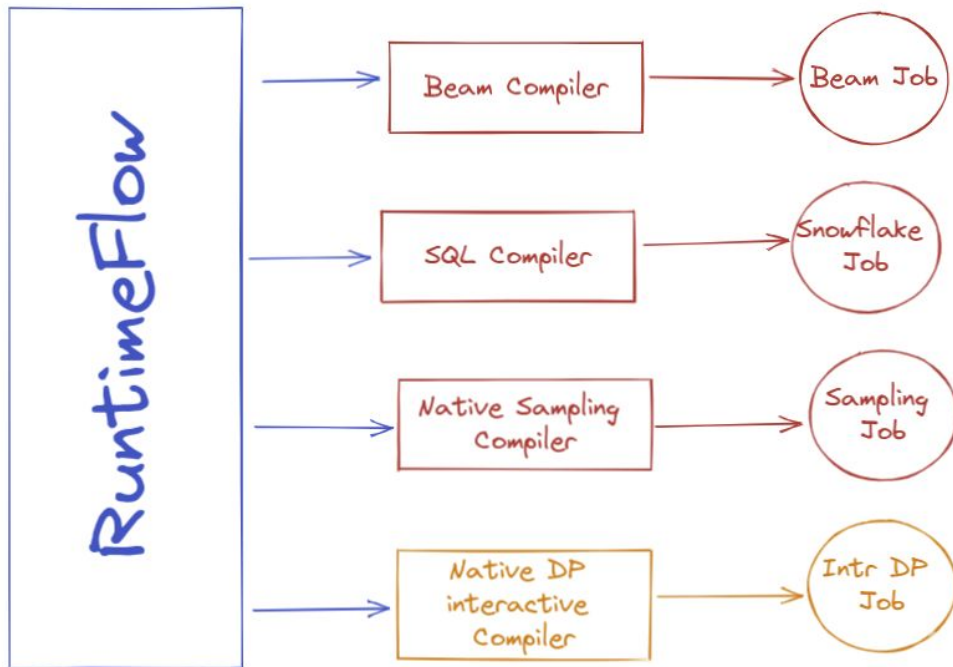 RuntimeFlow
Beam Compiler
Beam Job
SQL Compiler
Snowflake
Job
Native Sampling
Compiler
Sampling
Job
Native DP
interactive
Compiler
Intr DP
Job